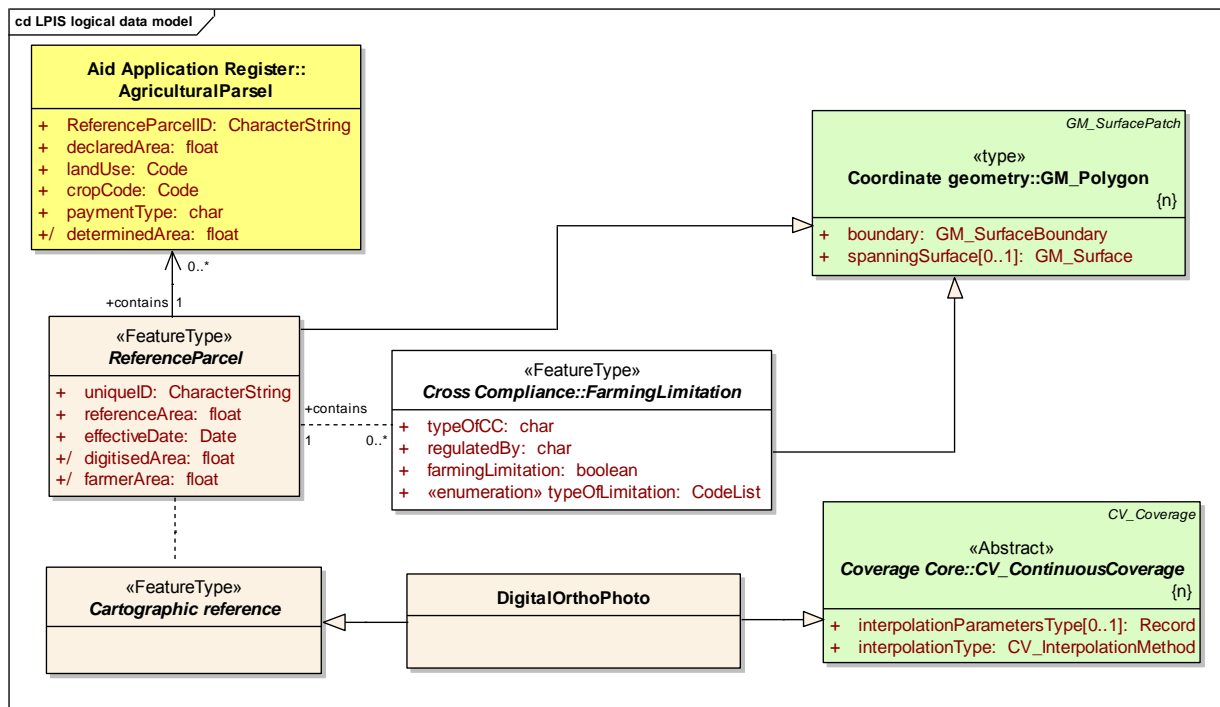 cd LPIS logical data model
Aid Application Register::
AgriculturalParsel
+ ReferenceParcelID: CharacterString
+ declaredArea: float
+ landUse: Code
+ cropCode: Code
+ paymentType: char
+/ determinedArea: float
0..*
+contains 1
«FeatureType»
ReferenceParcel
+ uniqueID: CharacterString
+ referenceArea: float
+ effectiveDate: Date
+/ digitisedArea: float
+/ farmerArea: float
+contains
1
0..*
«FeatureType»
Cross Compliance::FarmingLimitation
+ typeOfCC: char
+ regulatedBy: char
+ farmingLimitation: boolean
+ «enumeration» typeOfLimitation: CodeList
GM_SurfacePatch
«type»
Coordinate geometry::GM_Polygon
{n}
+ boundary: GM_SurfaceBoundary
+ spanningSurface[0..1]: GM_Surface
«FeatureType»
Cartographic reference
DigitalOrthoPhoto
CV_Coverage
«Abstract»
Coverage Core::CV_ContinuousCoverage
{n}
+ interpolationParametersType[0..1]: Record
+ interpolationType: CV_InterpolationMethod